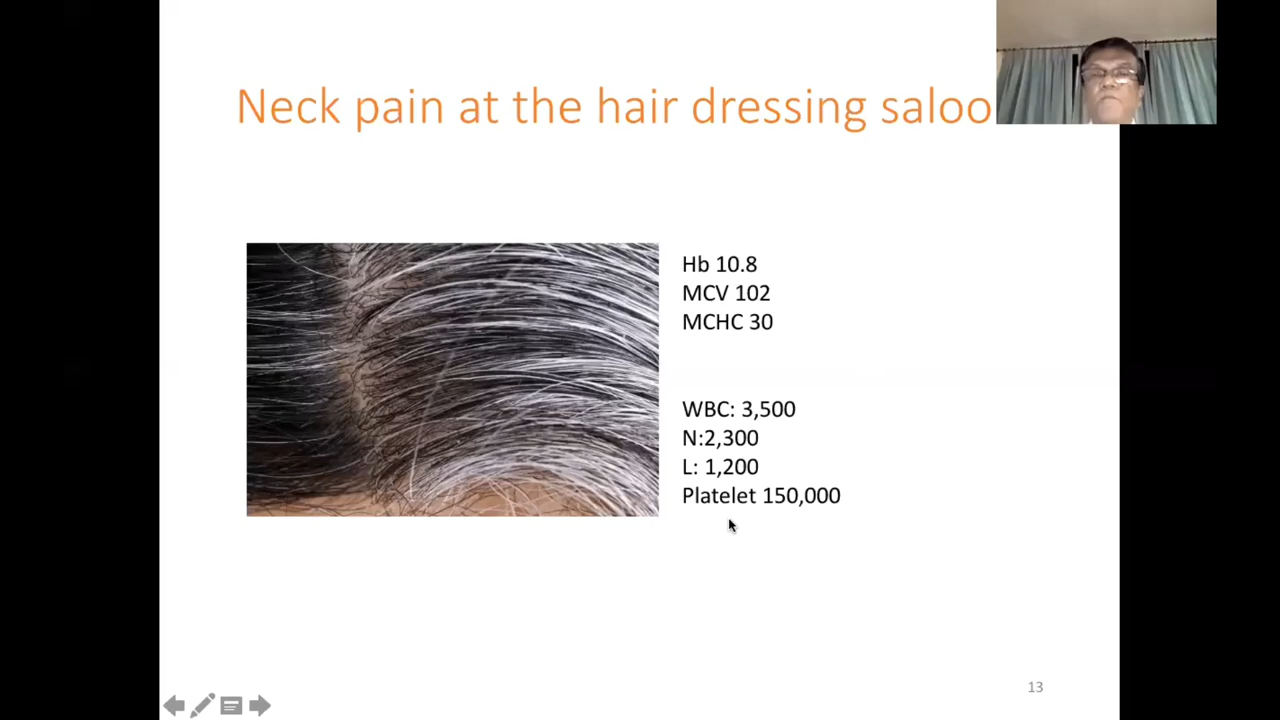 Neck pain at the hair dressing saloo
Hb 10.8
MCV 102
MCHC 30
WBC: 3,500
N:2,300
L: 1,200
Platelet 150,000
13